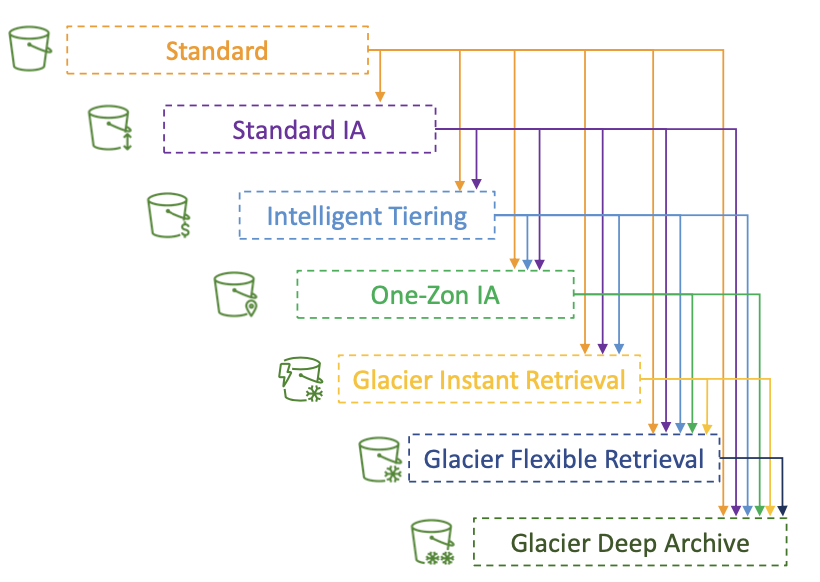 Standard
Standard IA
Intelligent Tiering
One-Zon IA
Glacier Instant Retrieval
Glacier Flexible Retrieval
Glacier Deep Archive